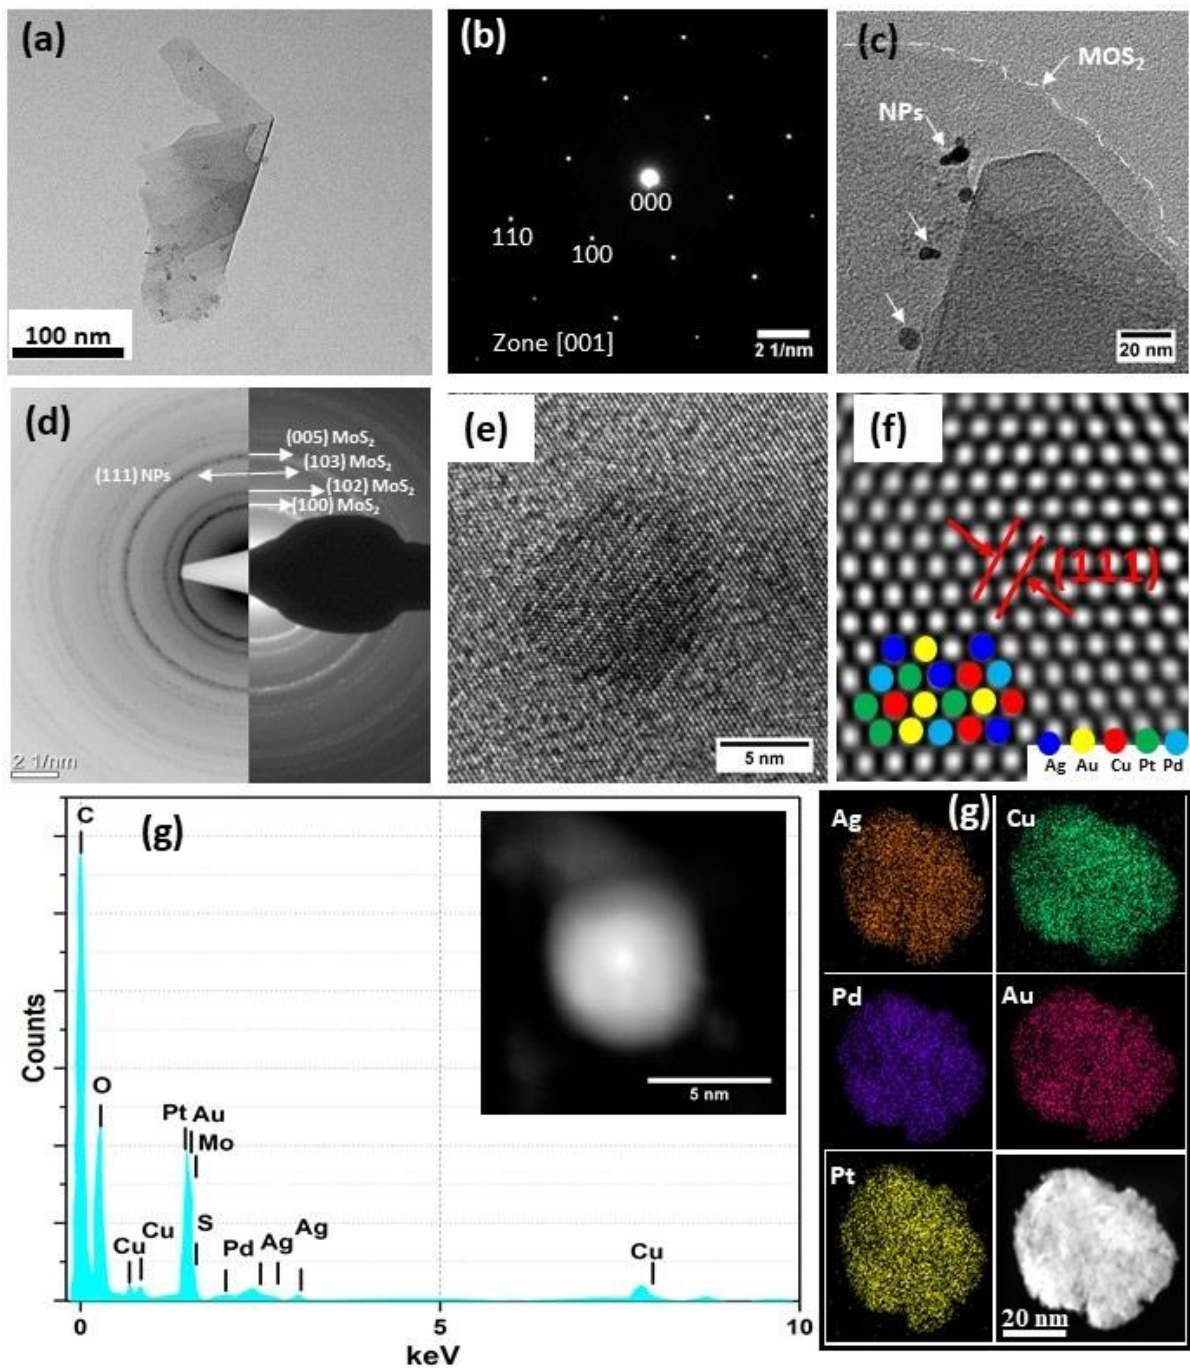 (a)
100 nm
(b)
000
110
100
Zone [001]
2 1/nm
(c)
MOS₂
NPs
20 nm
(d)
(005) MoS₂
(111) NPs
(103) MoS₂
(102) MoS₂
(100) MoS₂
2 1/nm
(e)
5 nm
(f)
(111)
Ag Au Cu Pt Pd
(g)
C
O
Pt Au
Mo
S
Cu Cu
Pd Ag Ag
Cu
Counts
0 5 10
keV
5 nm
(g)
Ag
Cu
Pd
Au
Pt
20 nm